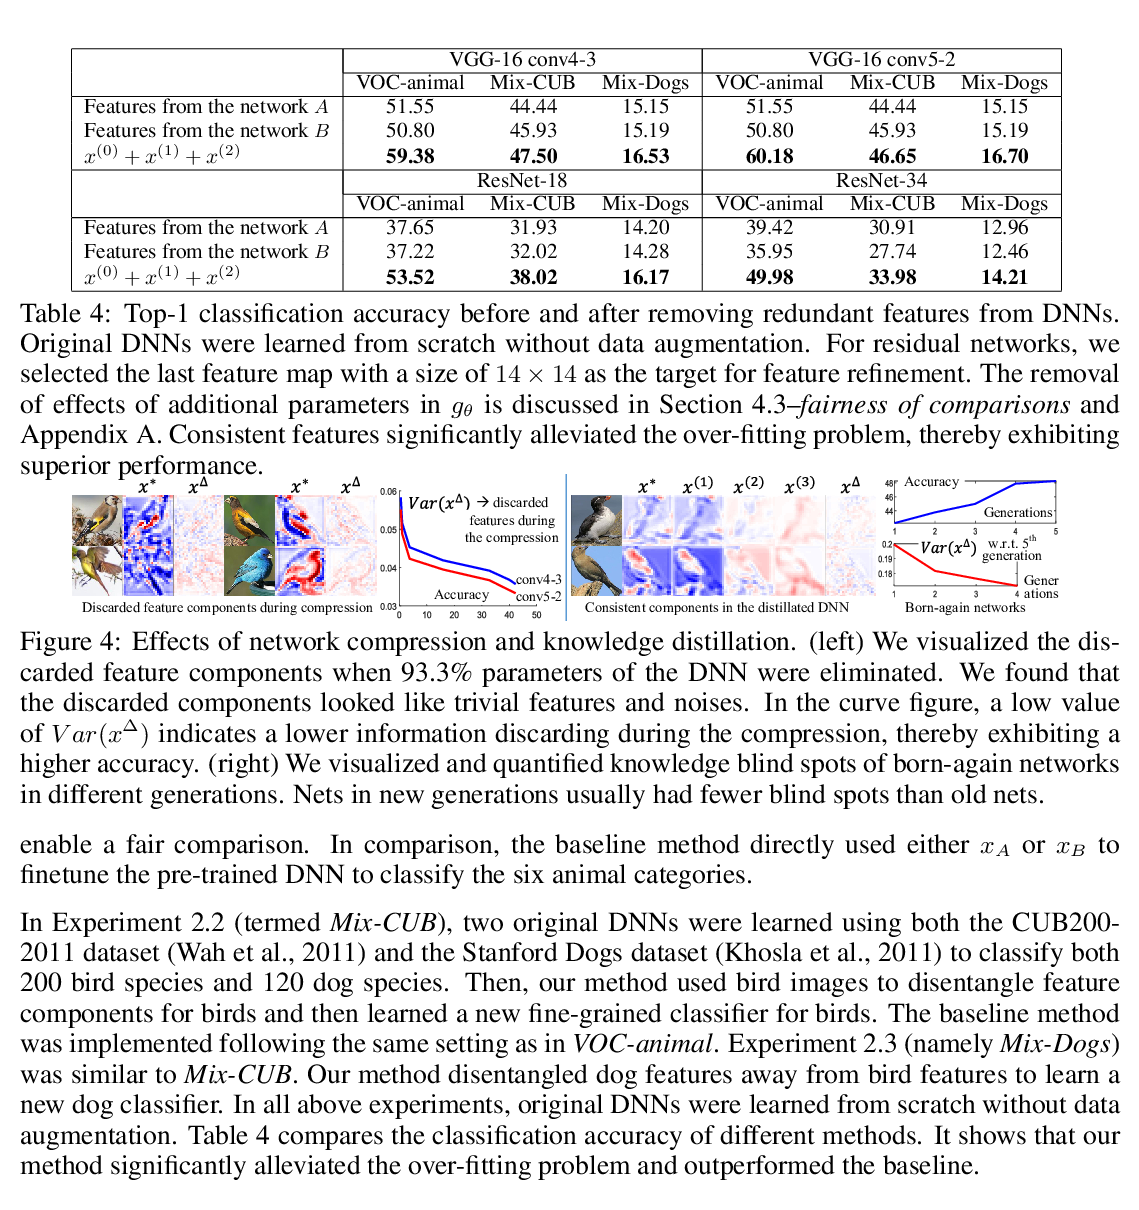 VGG-16 conv4-3 VGG-16 conv5-2
VOC-animal Mix-CUB Mix-Dogs VOC-animal Mix-CUB Mix-Dogs
Features from the network A 51.55 44.44 15.15 51.55 44.44 15.15
Features from the network B 50.80 45.93 15.19 50.80 45.93 15.19
x^(0) + x^(1) + x^(2) 59.38 47.50 16.53 60.18 46.65 16.70
ResNet-18 ResNet-34
VOC-animal Mix-CUB Mix-Dogs VOC-animal Mix-CUB Mix-Dogs
Features from the network A 37.65 31.93 14.20 39.42 30.91 12.96
Features from the network B 37.22 32.02 14.28 35.95 27.74 12.46
x^(0) + x^(1) + x^(2) 53.52 38.02 16.17 49.98 33.98 14.21
Table 4: Top-1 classification accuracy before and after removing redundant features from DNNs.
Original DNNs were learned from scratch without data augmentation. For residual networks, we
selected the last feature map with a size of 14 × 14 as the target for feature refinement. The removal
of effects of additional parameters in g_θ is discussed in Section 4.3–fairness of comparisons and
Appendix A. Consistent features significantly alleviated the over-fitting problem, thereby exhibiting
superior performance.
x* x^Δ x* x^Δ
0.06
0.05
0.04
0.03
0 10 20 30 40 50
Var(x^Δ) → discarded
features during
the compression
conv4-3
conv5-2
Accuracy
Discarded feature components during compression
x* x^(1) x^(2) x^(3) x^Δ
Consistent components in the distillated DNN
48
46
44
Accuracy
Generations
1 2 3 4 5
0.2
0.19
0.18
Var(x^Δ) w.r.t. 5th
generation
Gener
ations
1 2 3 4
Born-again networks
Figure 4: Effects of network compression and knowledge distillation. (left) We visualized the dis-
carded feature components when 93.3% parameters of the DNN were eliminated. We found that
the discarded components looked like trivial features and noises. In the curve figure, a low value
of Var(x^Δ) indicates a lower information discarding during the compression, thereby exhibiting a
higher accuracy. (right) We visualized and quantified knowledge blind spots of born-again networks
in different generations. Nets in new generations usually had fewer blind spots than old nets.
enable a fair comparison. In comparison, the baseline method directly used either x_A or x_B to
finetune the pre-trained DNN to classify the six animal categories.
In Experiment 2.2 (termed Mix-CUB), two original DNNs were learned using both the CUB200-
2011 dataset (Wah et al., 2011) and the Stanford Dogs dataset (Khosla et al., 2011) to classify both
200 bird species and 120 dog species. Then, our method used bird images to disentangle feature
components for birds and then learned a new fine-grained classifier for birds. The baseline method
was implemented following the same setting as in VOC-animal. Experiment 2.3 (namely Mix-Dogs)
was similar to Mix-CUB. Our method disentangled dog features away from bird features to learn a
new dog classifier. In all above experiments, original DNNs were learned from scratch without data
augmentation. Table 4 compares the classification accuracy of different methods. It shows that our
method significantly alleviated the over-fitting problem and outperformed the baseline.